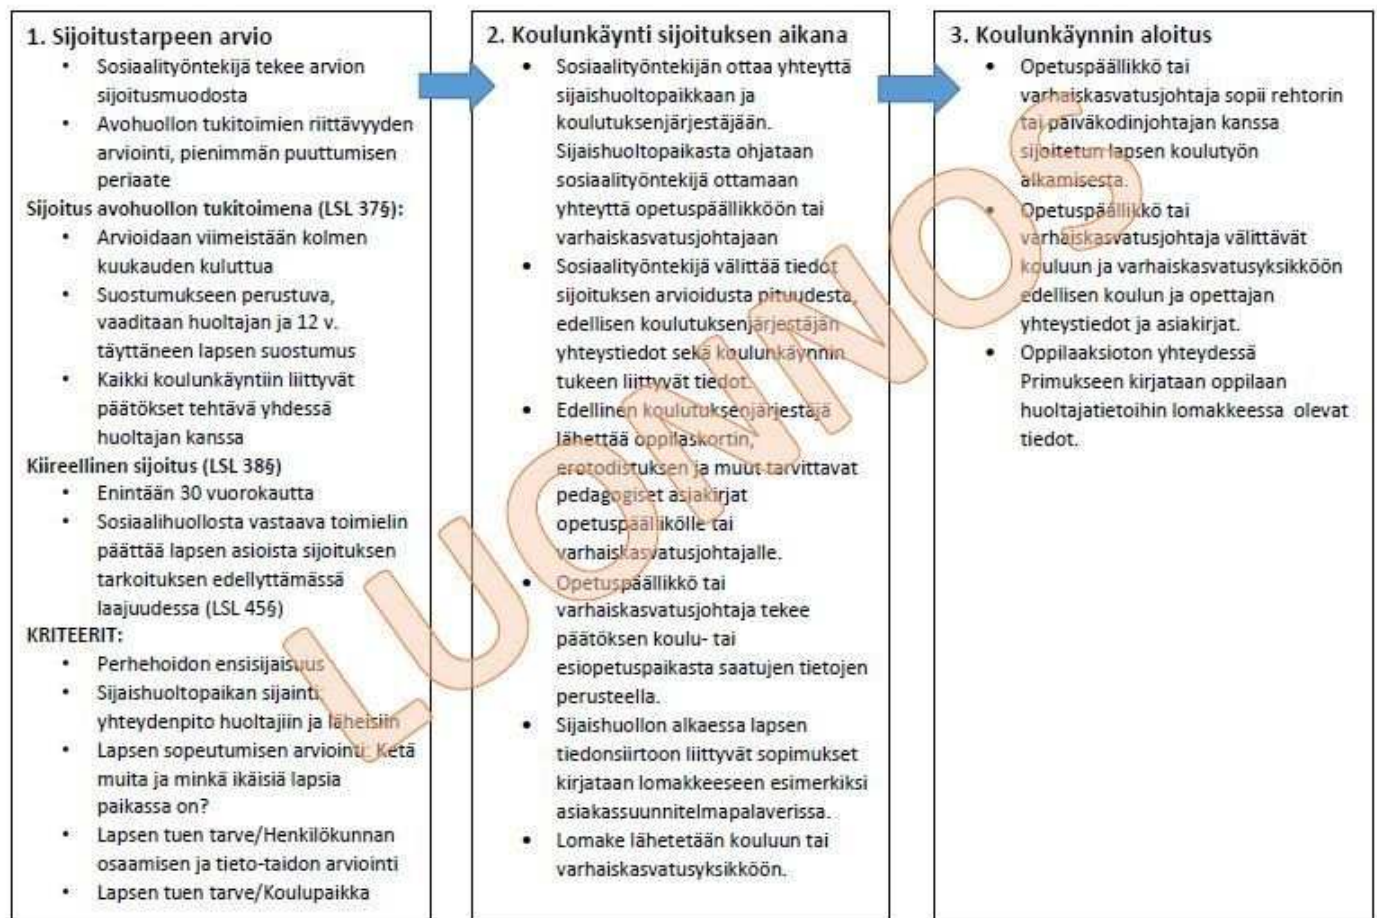 1. Sijoitustarpeen arvio
• Sosiaalityöntekijä tekee arvion
sijoitusmuodosta
• Avohuollon tukitoimien riittävyyden
arviointi, pienimmän puuttumisen
periaate
Sijoitus avohuollon tukitoimena (LSL 37§):
• Arvioidaan viimeistään kolmen
kuukauden kuluttua
• Suostumukseen perustuva,
vaaditaan huoltajan ja 12 v.
täyttäneen lapsen suostumus
• Kaikki koulunkäyntiin liittyvät
päätökset tehtävä yhdessä
huoltajan kanssa
Kiireellinen sijoitus (LSL 38§)
• Enintään 30 vuorokautta
• Sosiaalihuollosta vastaava toimielin
päättää lapsen asioista sijoituksen
tarkoituksen edellyttämässä
laajuudessa (LSL 45§)
KRITEERIT:
• Perhehoidon ensisijaisuus
• Sijaishuoltopaikan sijainti:
yhteydenpito huoltajiin ja läheisiin
• Lapsen sopeutumisen arviointi: Ketä
muita ja minkä ikäisiä lapsia
paikassa on?
• Lapsen tuen tarve/Henkilökunnan
osaamisen ja tieto-taidon arviointi
• Lapsen tuen tarve/Koulupaikka
2. Koulunkäynti sijoituksen aikana
• Sosiaalityöntekijän ottaa yhteyttä
sijaishuoltopaikkaan ja
koulutuksenjärjestäjään.
Sijaishuoltopaikasta ohjataan
sosiaalityöntekijä ottamaan
yhteyttä opetuspäällikköön tai
varhaiskasvatusjohtajaan
• Sosiaalityöntekijä välittää tiedot
sijoituksen arvioidusta pituudesta,
edellisen koulutuksenjärjestäjän
yhteystiedot sekä koulunkäynnin
tukeen liittyvät tiedot.
• Edellinen koulutuksenjärjestäjä
lähettää oppilaskortin,
erotodistuksen ja muut tarvittavat
pedagogiset asiakirjat
opetuspäällikölle tai
varhaiskasvatusjohtajalle.
• Opetuspäällikkö tai
varhaiskasvatusjohtaja tekee
päätöksen koulu- tai
esiopetuspaikasta saatujen tietojen
perusteella.
• Sijaishuollon alkaessa lapsen
tiedonsiirtoon liittyvät sopimukset
kirjataan lomakkeeseen esimerkiksi
asiakassuunnitelmapalaverissa.
• Lomake lähetetään kouluun tai
varhaiskasvatusyksikköön.
3. Koulunkäynnin aloitus
• Opetuspäällikkö tai
varhaiskasvatusjohtaja sopii rehtorin
tai päiväkodinjohtajan kanssa
sijoitetun lapsen koulutyön
alkamisesta.
• Opetuspäällikkö tai
varhaiskasvatusjohtaja välittävät
kouluun ja varhaiskasvatusyksikköön
edellisen koulun ja opettajan
yhteystiedot ja asiakirjat.
• Oppilaaksioton yhteydessä
Primukseen kirjataan oppilaan
huoltajatietoihin lomakkeessa olevat
tiedot.
LUONNOS